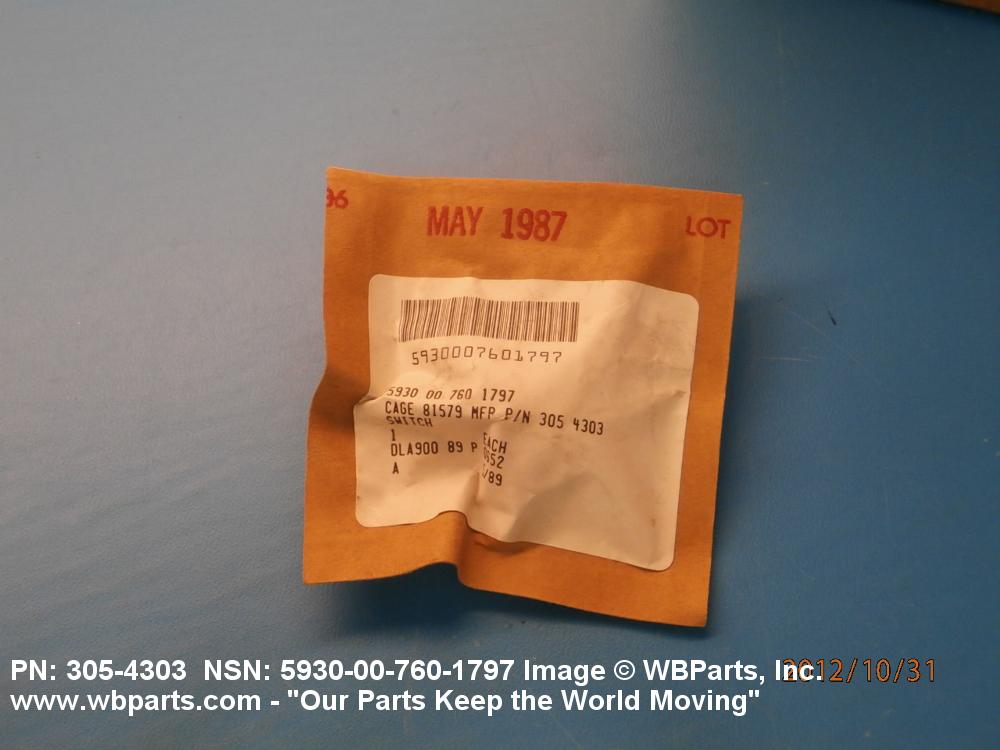 96
MAY 1987
LOT
5930007601797
5930 00 760 1797
CAGE 81579 MFR P/N 305 4303
SWITCH
1 EACH
DLA900 89 P 0652
A /89
PN: 305-4303 NSN: 5930-00-760-1797 Image © WBParts, Inc.
2012/10/31
www.wbparts.com - "Our Parts Keep the World Moving"